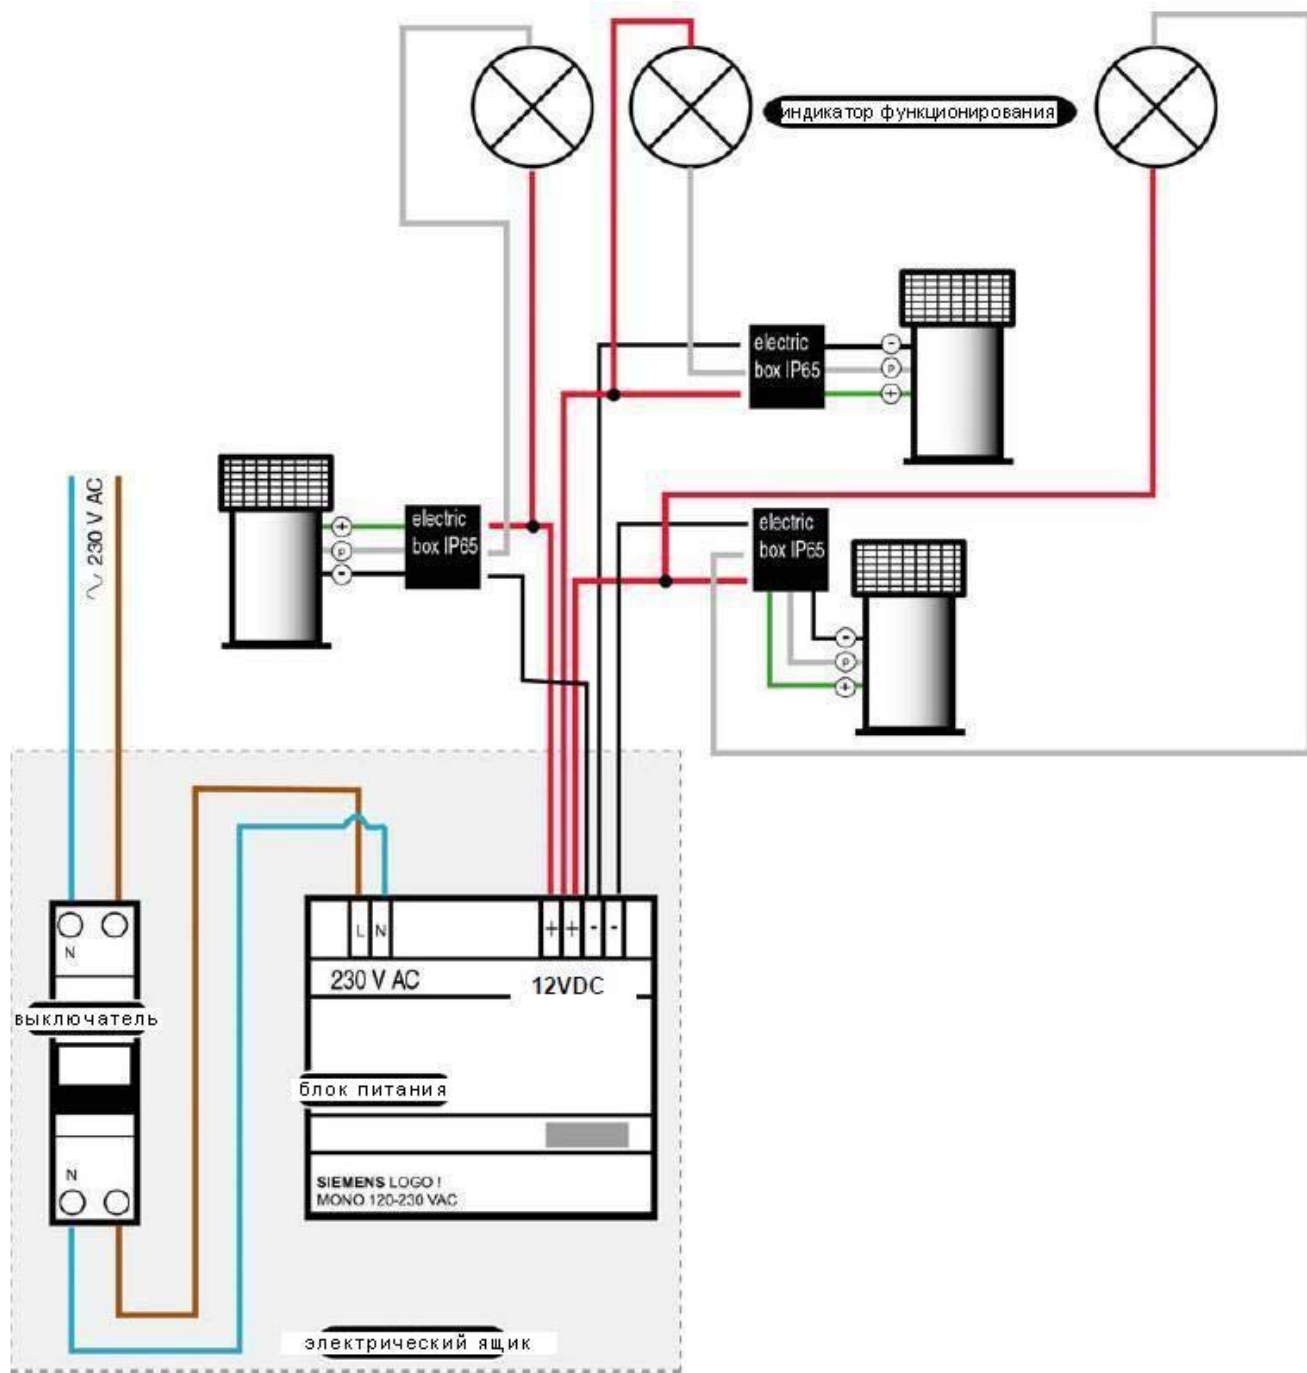 индикатор функционирования
electric
box IP65
-
P
+
230 V AC
+
P
-
electric
box IP65
electric
box IP65
-
P
+
N
L
N
+
+
-
-
230 V AC
12VDC
выключатель
блок питания
N
SIEMENS LOGO !
MONO 120-230 VAC
электрический ящик